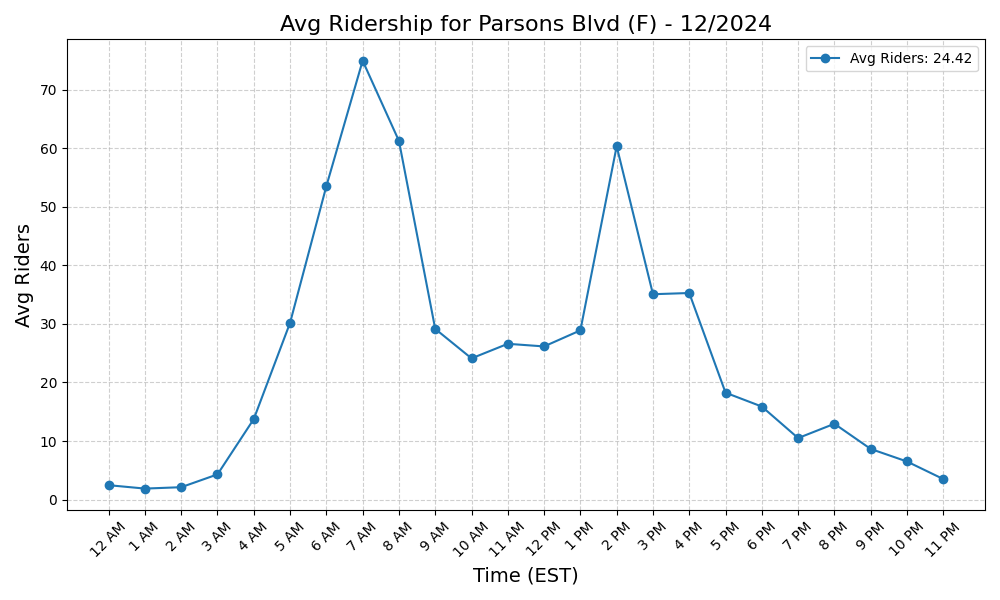 Avg Ridership for Parsons Blvd (F) - 12/2024
Avg Riders: 24.42
Avg Riders
70
60
50
40
30
20
10
0
12 AM
1 AM
2 AM
3 AM
4 AM
5 AM
6 AM
7 AM
8 AM
9 AM
10 AM
11 AM
12 PM
1 PM
2 PM
3 PM
4 PM
5 PM
6 PM
7 PM
8 PM
9 PM
10 PM
11 PM
Time (EST)